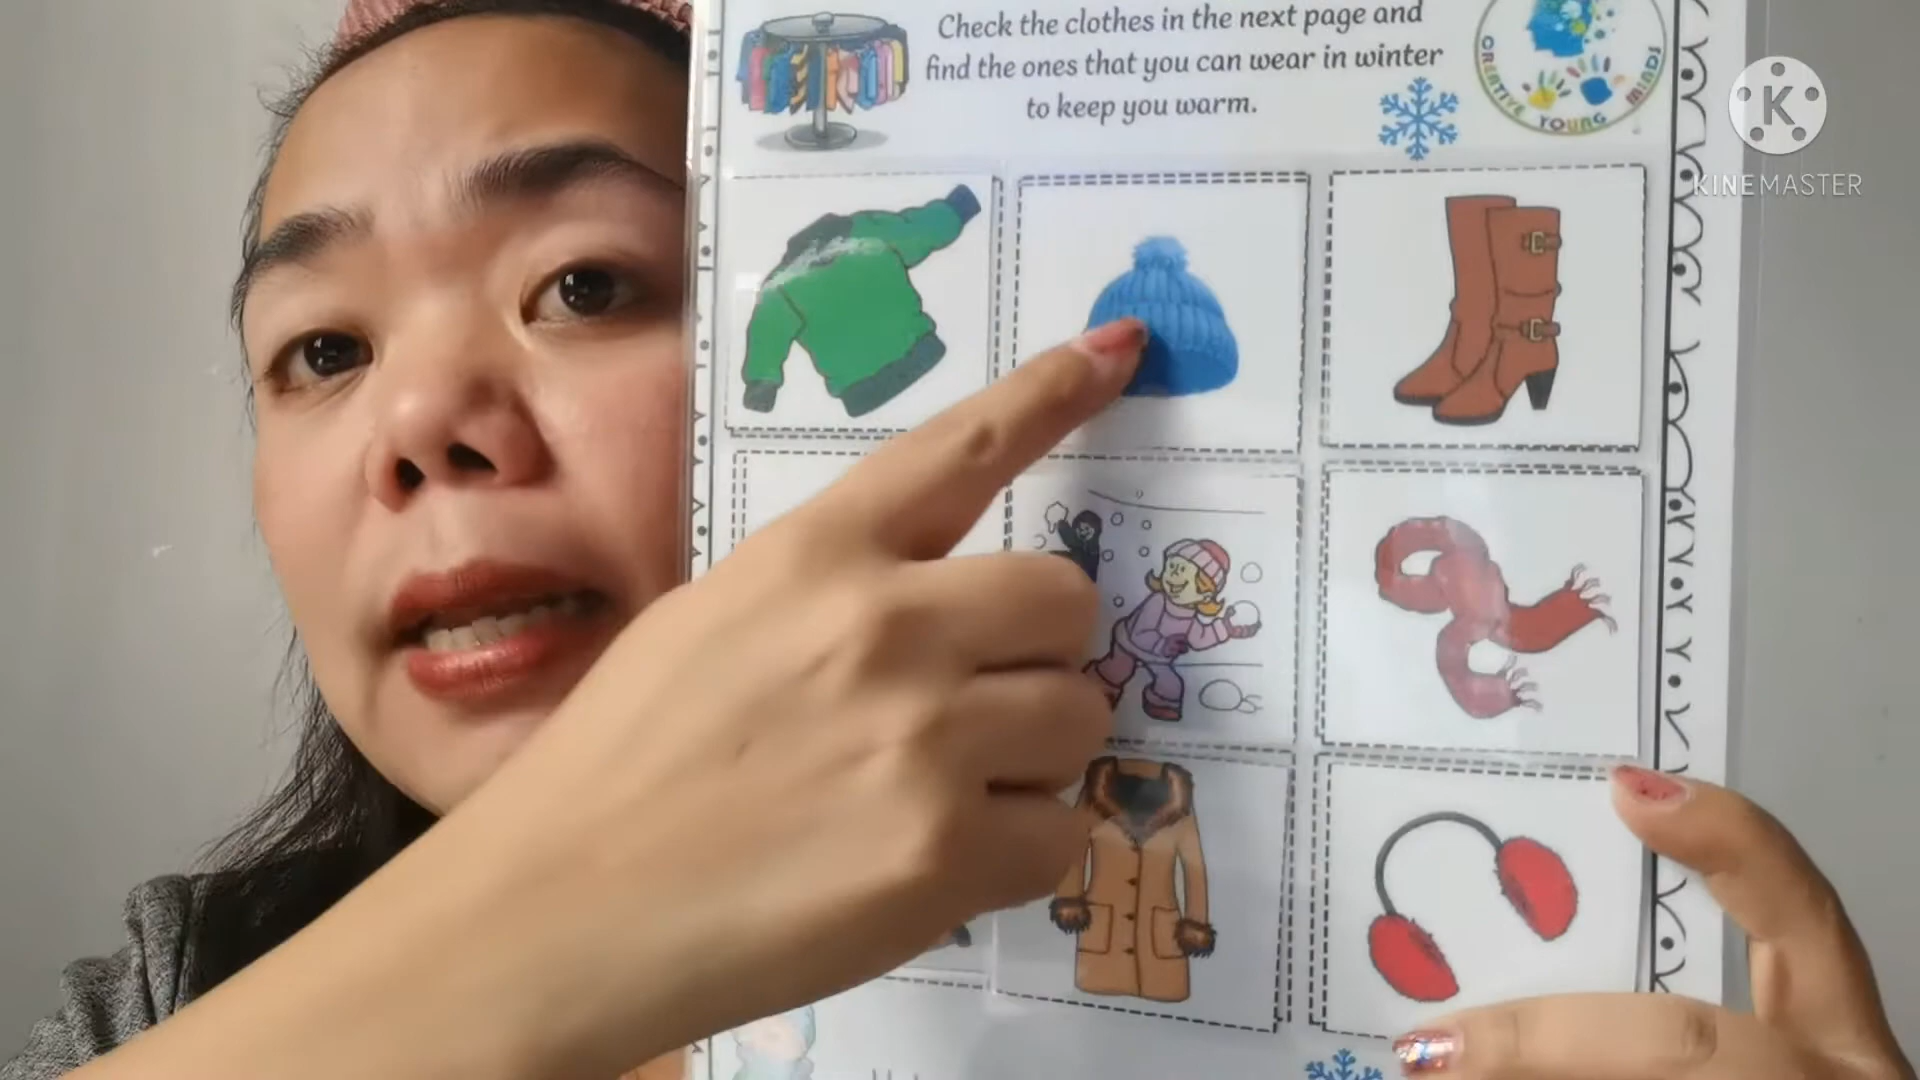 Check the clothes in the next page and
find the ones that you can wear in winter
to keep you warm.
CREATIVE YOUNG MINDS
K
KINEMASTER